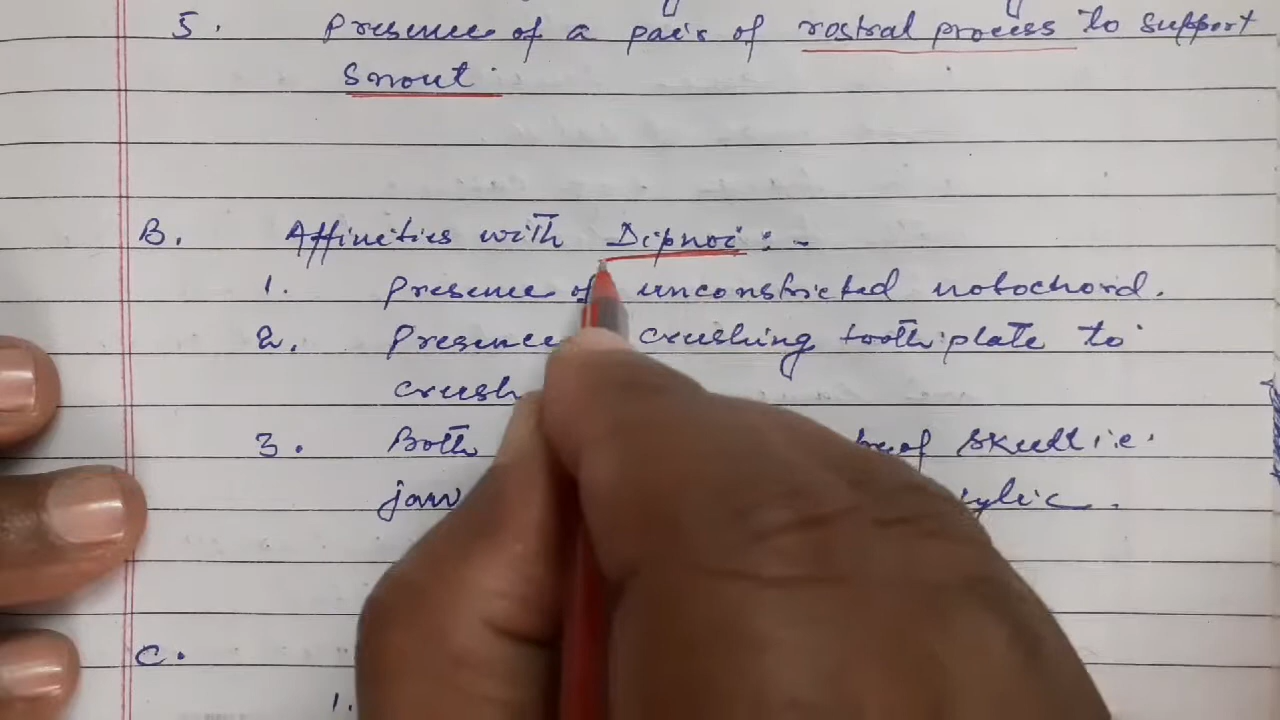 5. Presence of a pair of rostral process to support
Snout.
B. Affineties with Dipnoi : -
1. Presence of unconstricted notochord.
2. Presence crushing tooth plate to
crush
3. Both of skull i.e.
jaw
C.
1.